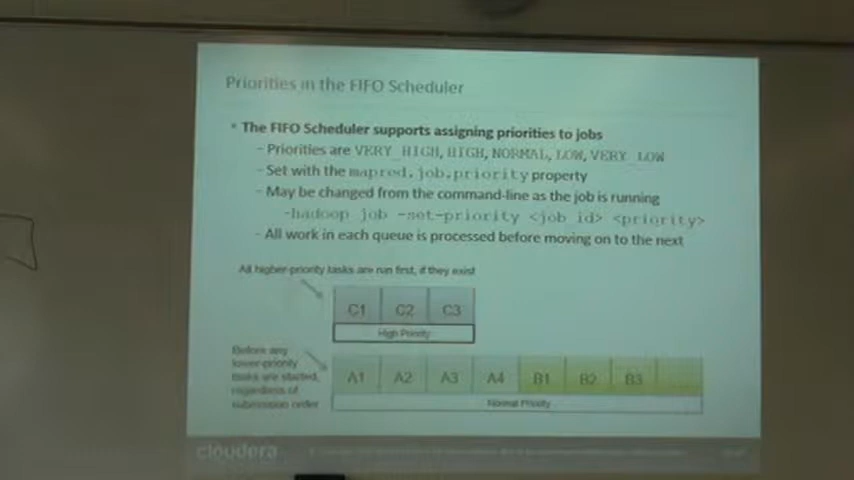 Priorities in the FIFO Scheduler
• The FIFO Scheduler supports assigning priorities to jobs
– Priorities are VERY_HIGH, HIGH, NORMAL, LOW, VERY_LOW
– Set with the mapred.job.priority property
– May be changed from the command-line as the job is running
–hadoop job -set-priority <job id> <priority>
– All work in each queue is processed before moving on to the next
All higher-priority tasks are run first, if they exist
C1 C2 C3
High Priority
Before any
lower-priority
tasks are started,
regardless of
submission order
A1 A2 A3 A4 B1 B2 B3
Normal Priority
cloudera